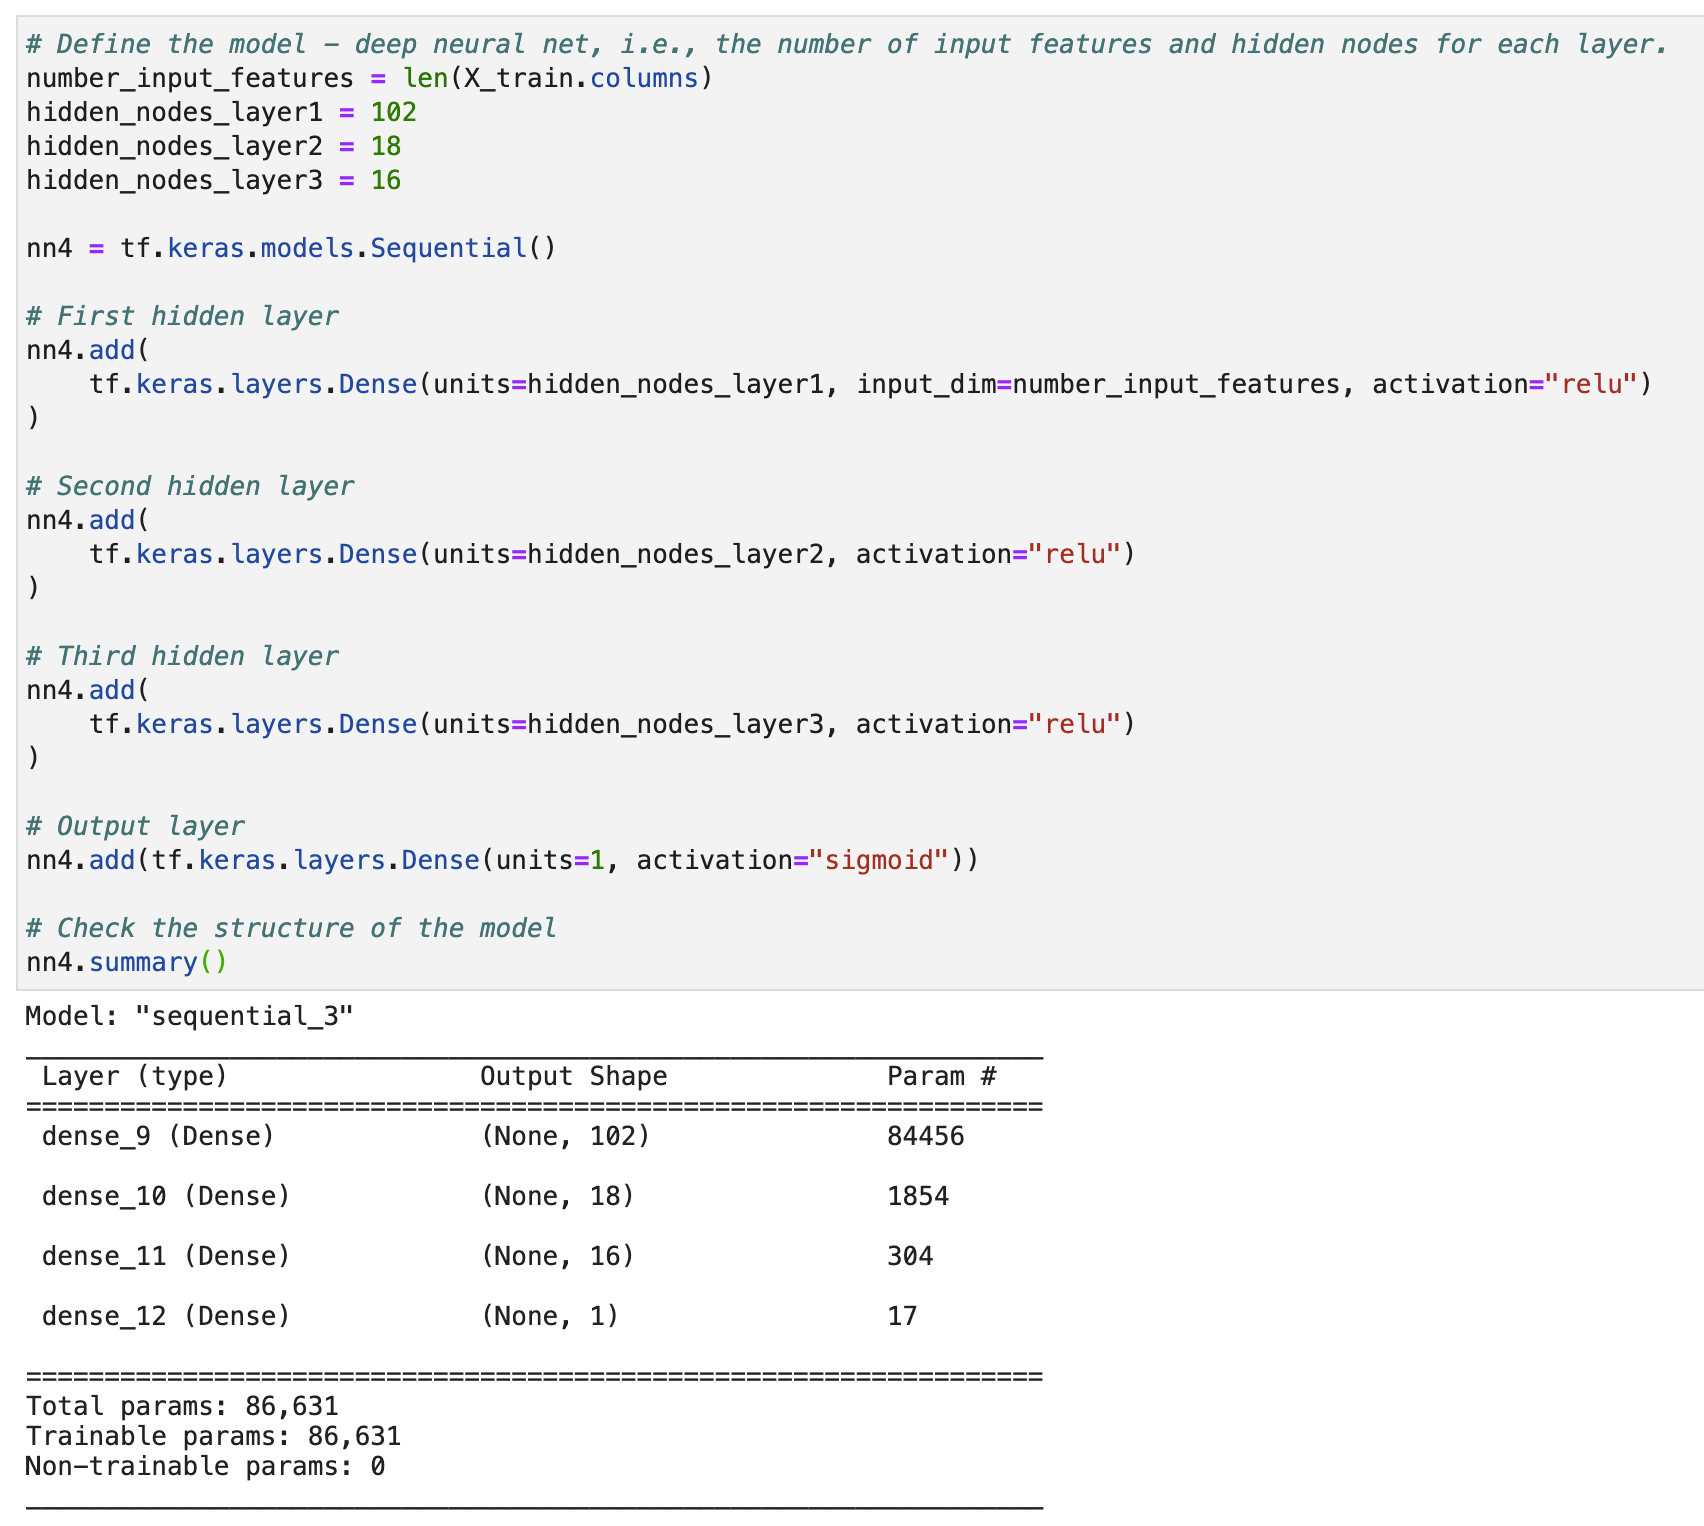 # Define the model – deep neural net, i.e., the number of input features and hidden nodes for each layer.
number_input_features = len(X_train.columns)
hidden_nodes_layer1 = 102
hidden_nodes_layer2 = 18
hidden_nodes_layer3 = 16

nn4 = tf.keras.models.Sequential()

# First hidden layer
nn4.add(
    tf.keras.layers.Dense(units=hidden_nodes_layer1, input_dim=number_input_features, activation="relu")
)

# Second hidden layer
nn4.add(
    tf.keras.layers.Dense(units=hidden_nodes_layer2, activation="relu")
)

# Third hidden layer
nn4.add(
    tf.keras.layers.Dense(units=hidden_nodes_layer3, activation="relu")
)

# Output layer
nn4.add(tf.keras.layers.Dense(units=1, activation="sigmoid"))

# Check the structure of the model
nn4.summary()
Model: "sequential_3"
_________________________________________________________________
 Layer (type)                Output Shape              Param #
=================================================================
 dense_9 (Dense)             (None, 102)               84456

 dense_10 (Dense)            (None, 18)                1854

 dense_11 (Dense)            (None, 16)                304

 dense_12 (Dense)            (None, 1)                 17

=================================================================
Total params: 86,631
Trainable params: 86,631
Non-trainable params: 0
_________________________________________________________________